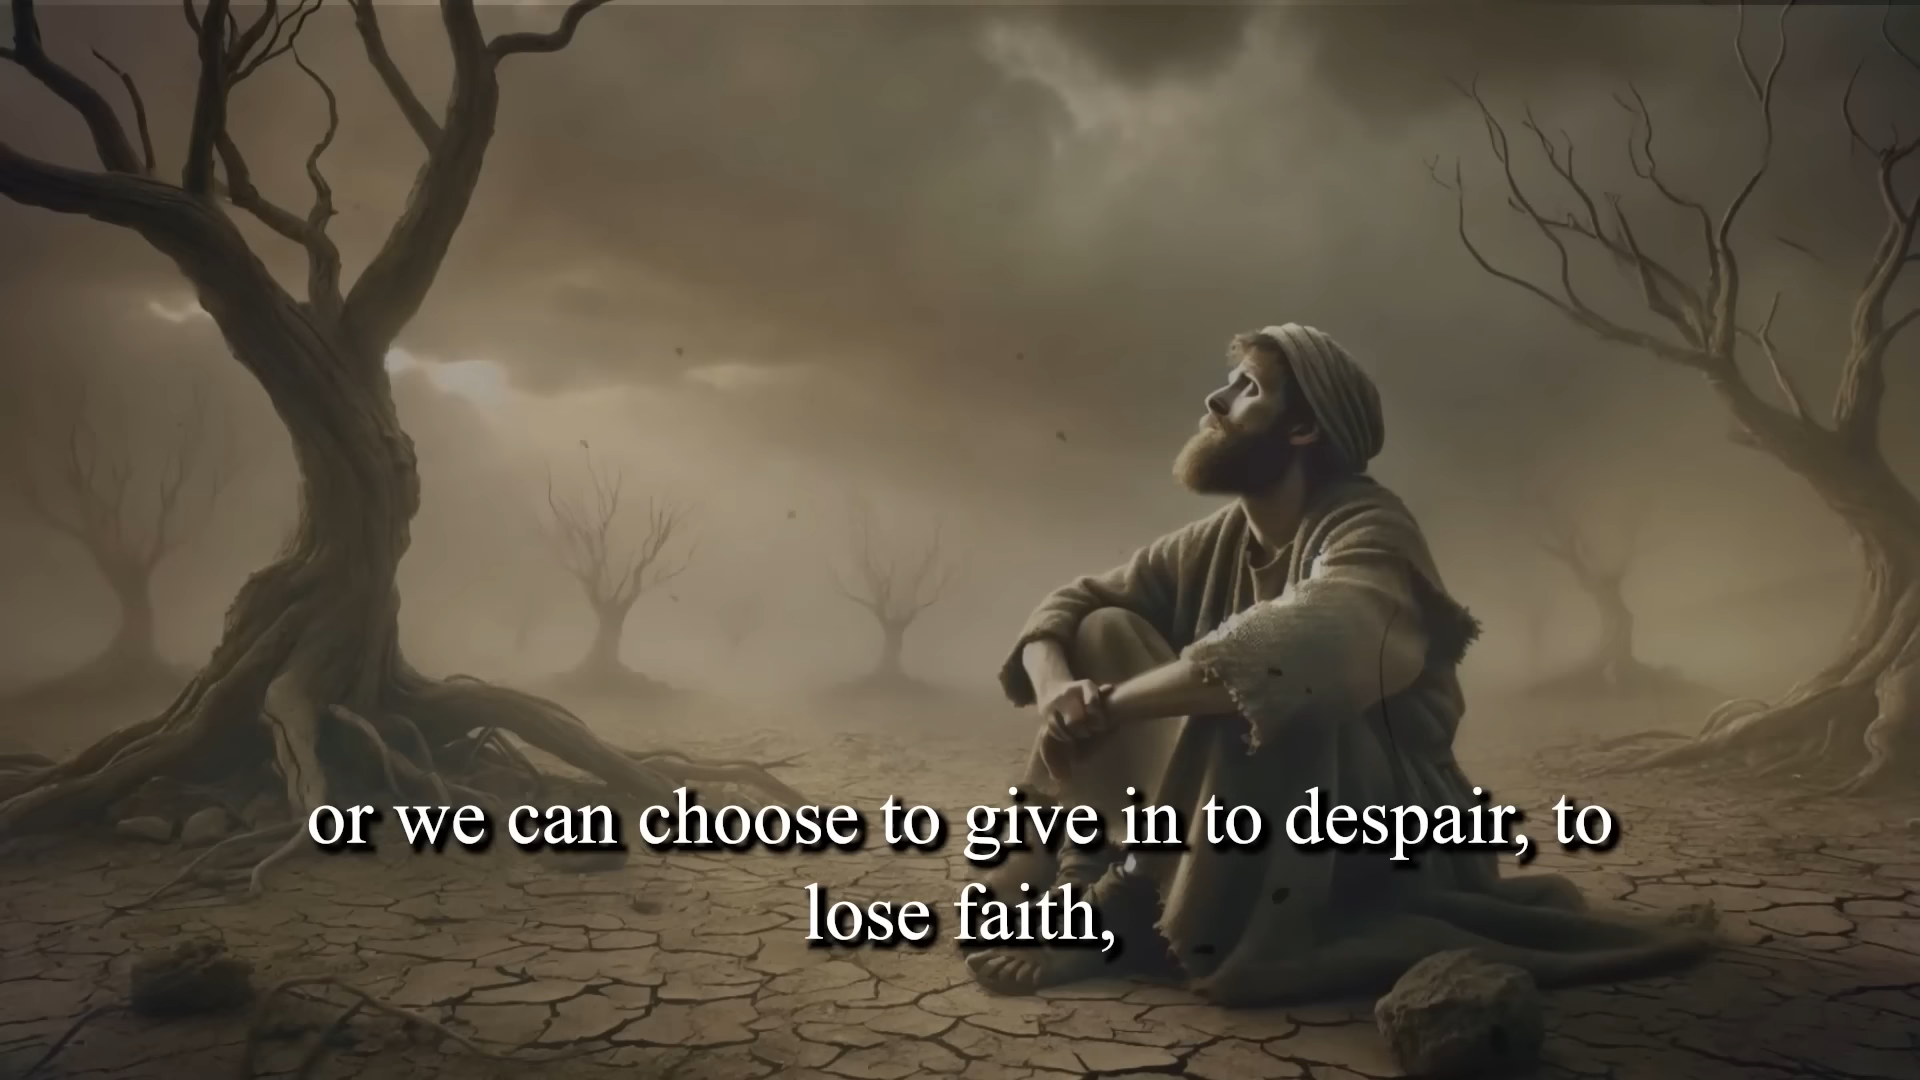 or we can choose to give in to despair, to
lose faith,